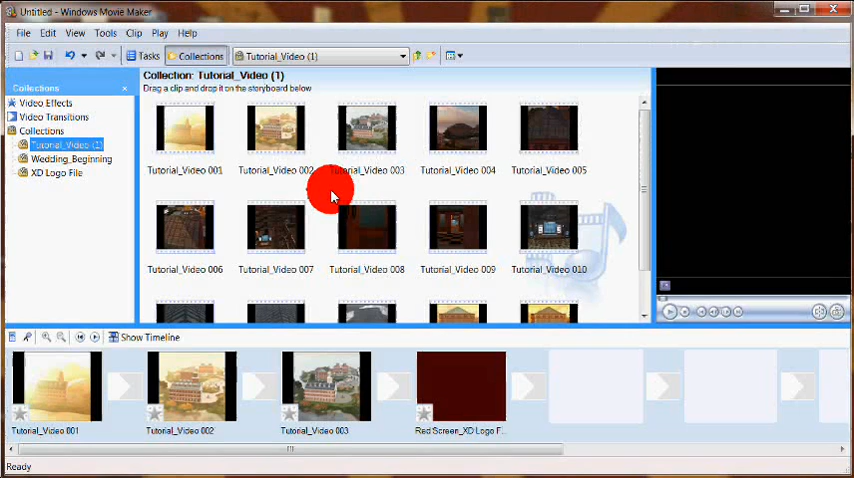 Untitled - Windows Movie Maker
File Edit View Tools Clip Play Help
Tasks Collections Tutorial_Video (1)
Collections
Video Effects
Video Transitions
Collections
Tutorial_Video (1)
Wedding_Beginning
XD Logo File
Collection: Tutorial_Video (1)
Drag a clip and drop it on the storyboard below
Tutorial_Video 001 Tutorial_Video 002 Tutorial_Video 003 Tutorial_Video 004 Tutorial_Video 005
Tutorial_Video 006 Tutorial_Video 007 Tutorial_Video 008 Tutorial_Video 009 Tutorial_Video 010
Show Timeline
Tutorial_Video 001 Tutorial_Video 002 Tutorial_Video 003 Red Screen_XD Logo F...
Ready